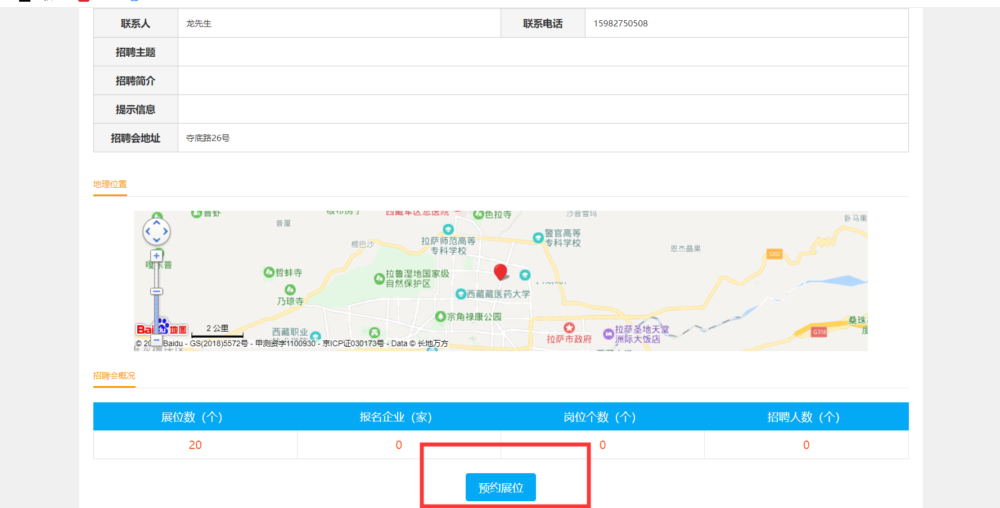 联系人
龙先生
联系电话
15982750508
招聘主题
招聘简介
提示信息
招聘会地址
夺底路26号
地理位置
普虾
西藏军区总医院
色拉寺
沙音雪玛
卧马果
普厦
棍巴沙
拉萨师范高等
专科学校
警官高等
专科学校
恩杰晶果
S202
嘎东普
哲蚌寺
拉鲁湿地国家级
自然保护区
乃琼寺
西藏藏医药大学
宗角禄康公园
桑珠
Bai地图
2 公里
西藏职业
拉萨市政府
拉萨圣地天堂
洲际大饭店
G318
© 20 Baidu - GS(2018)5572号 - 甲测资字1100930 - 京ICP证030173号 - Data © 长地万方
招聘会概况
展位数（个）
报名企业（家）
岗位个数（个）
招聘人数（个）
20
0
0
0
预约展位